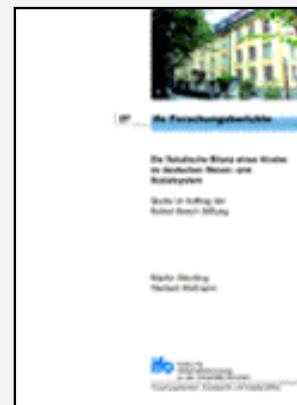 27 ifo Forschungsberichte
Die fiskalische Bilanz eines Kindes
im deutschen Steuer- und
Sozialsystem
Studie im Auftrag der
Robert Bosch Stiftung
Martin Werding
Herbert Hofmann
ifo